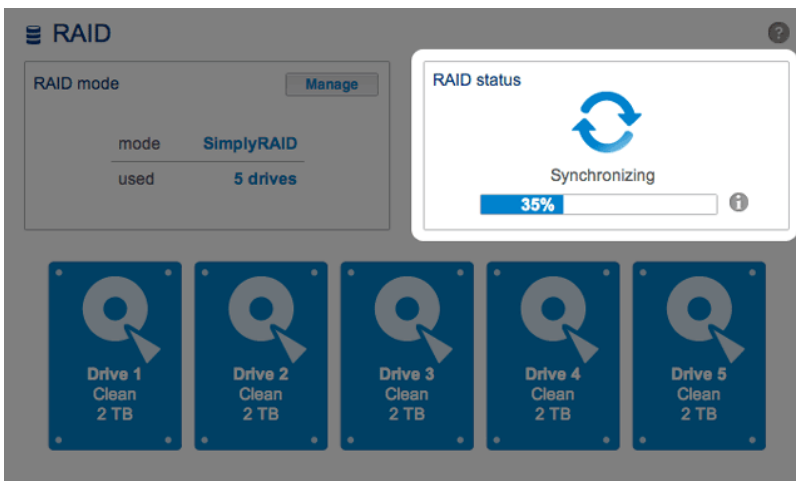 RAID
?
RAID mode
Manage
mode SimplyRAID
used 5 drives
RAID status
Synchronizing
35%
i
Drive 1
Clean
2 TB
Drive 2
Clean
2 TB
Drive 3
Clean
2 TB
Drive 4
Clean
2 TB
Drive 5
Clean
2 TB